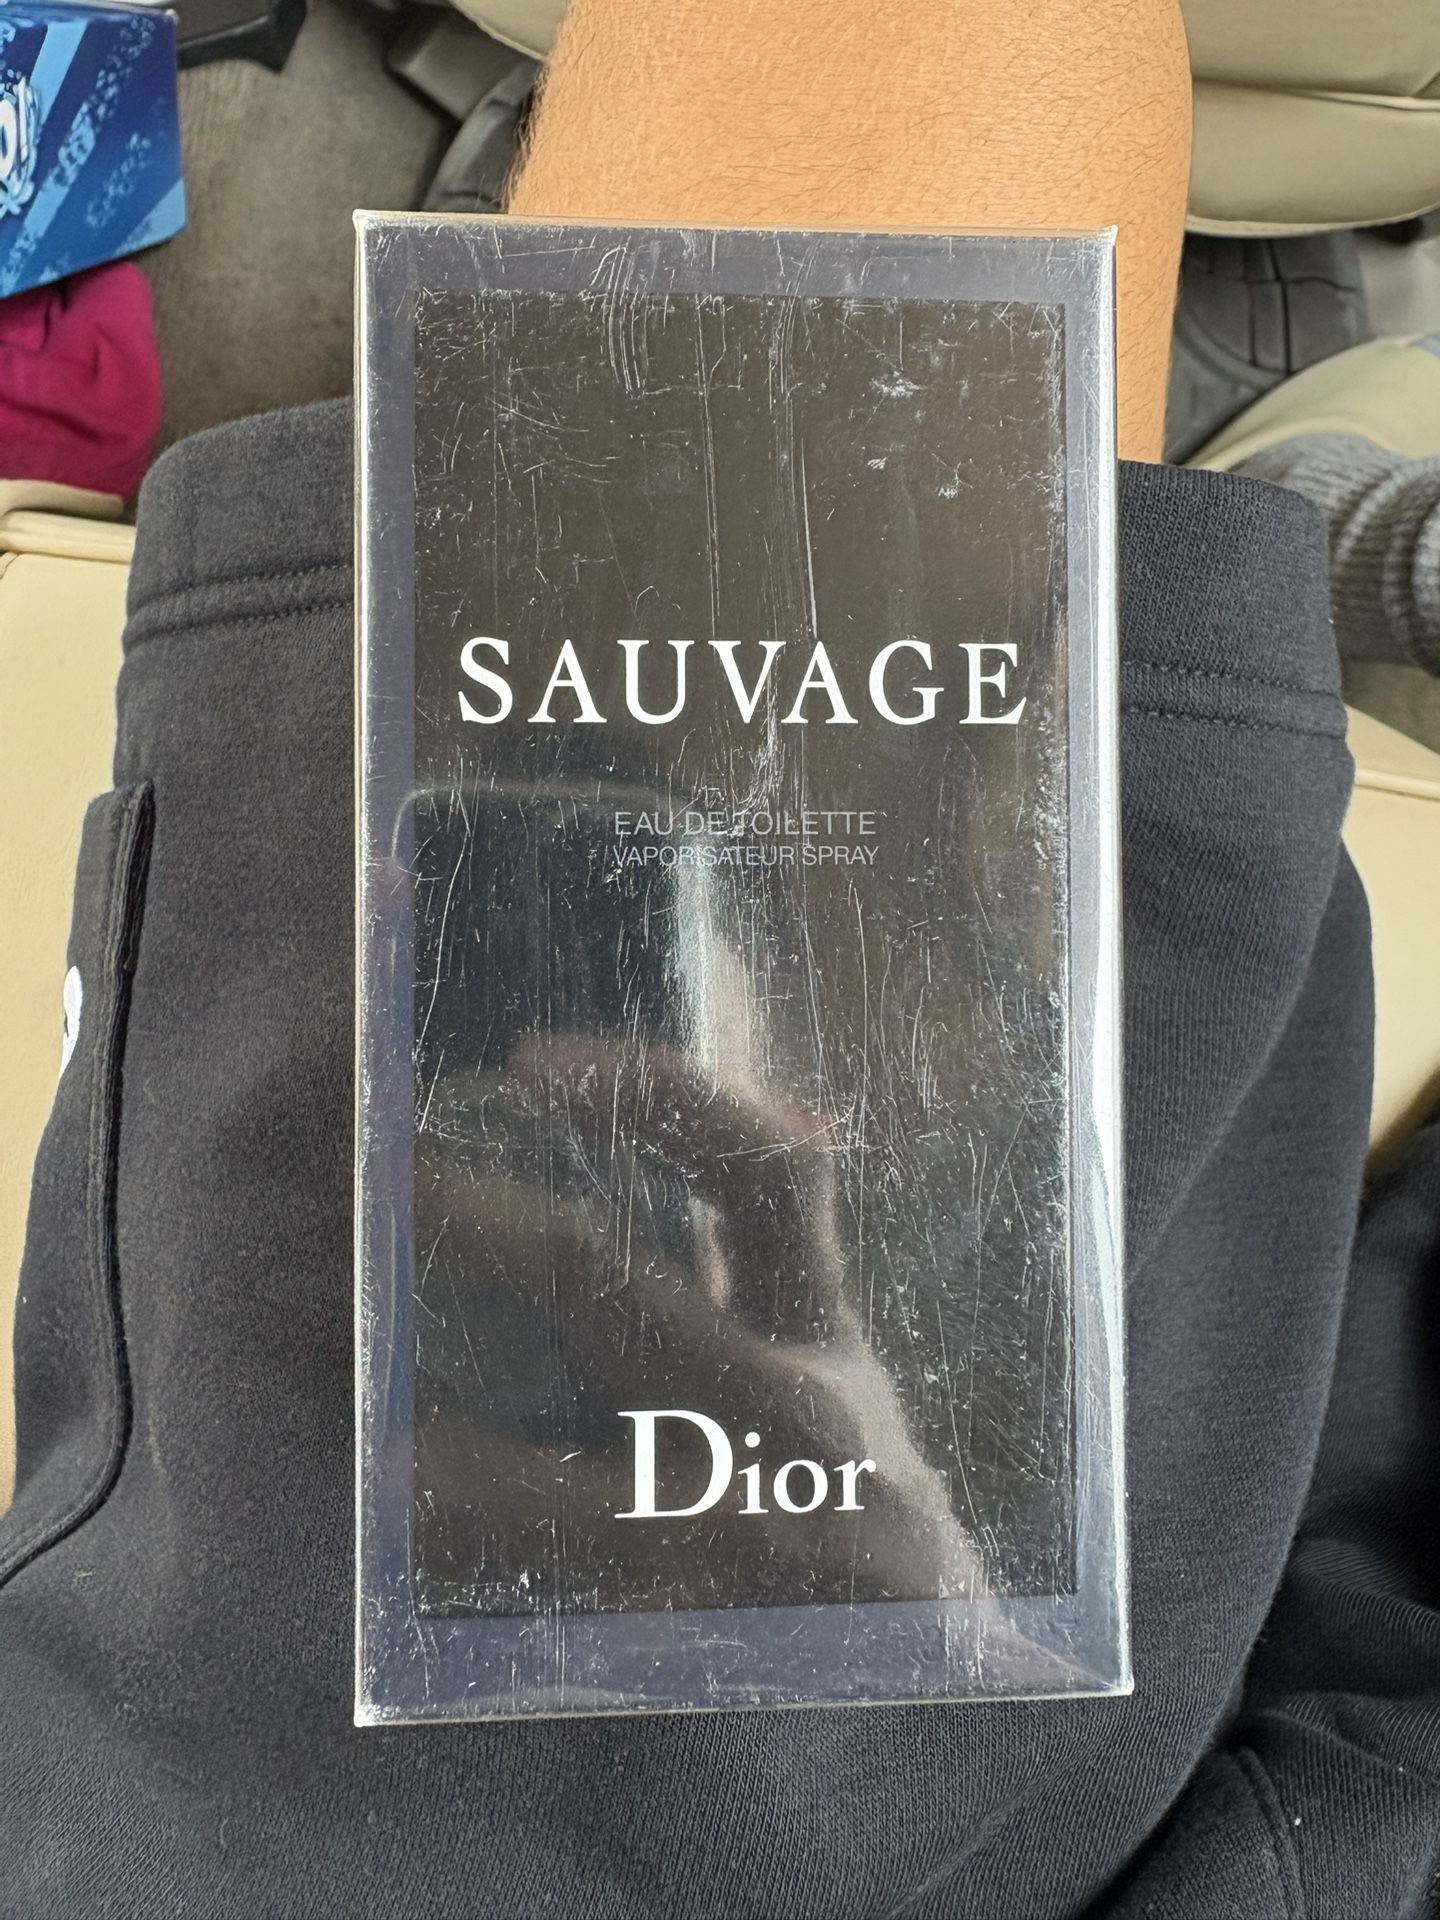 SAUVAGE
EAU DE TOILETTE
VAPORISATEUR SPRAY
Dior